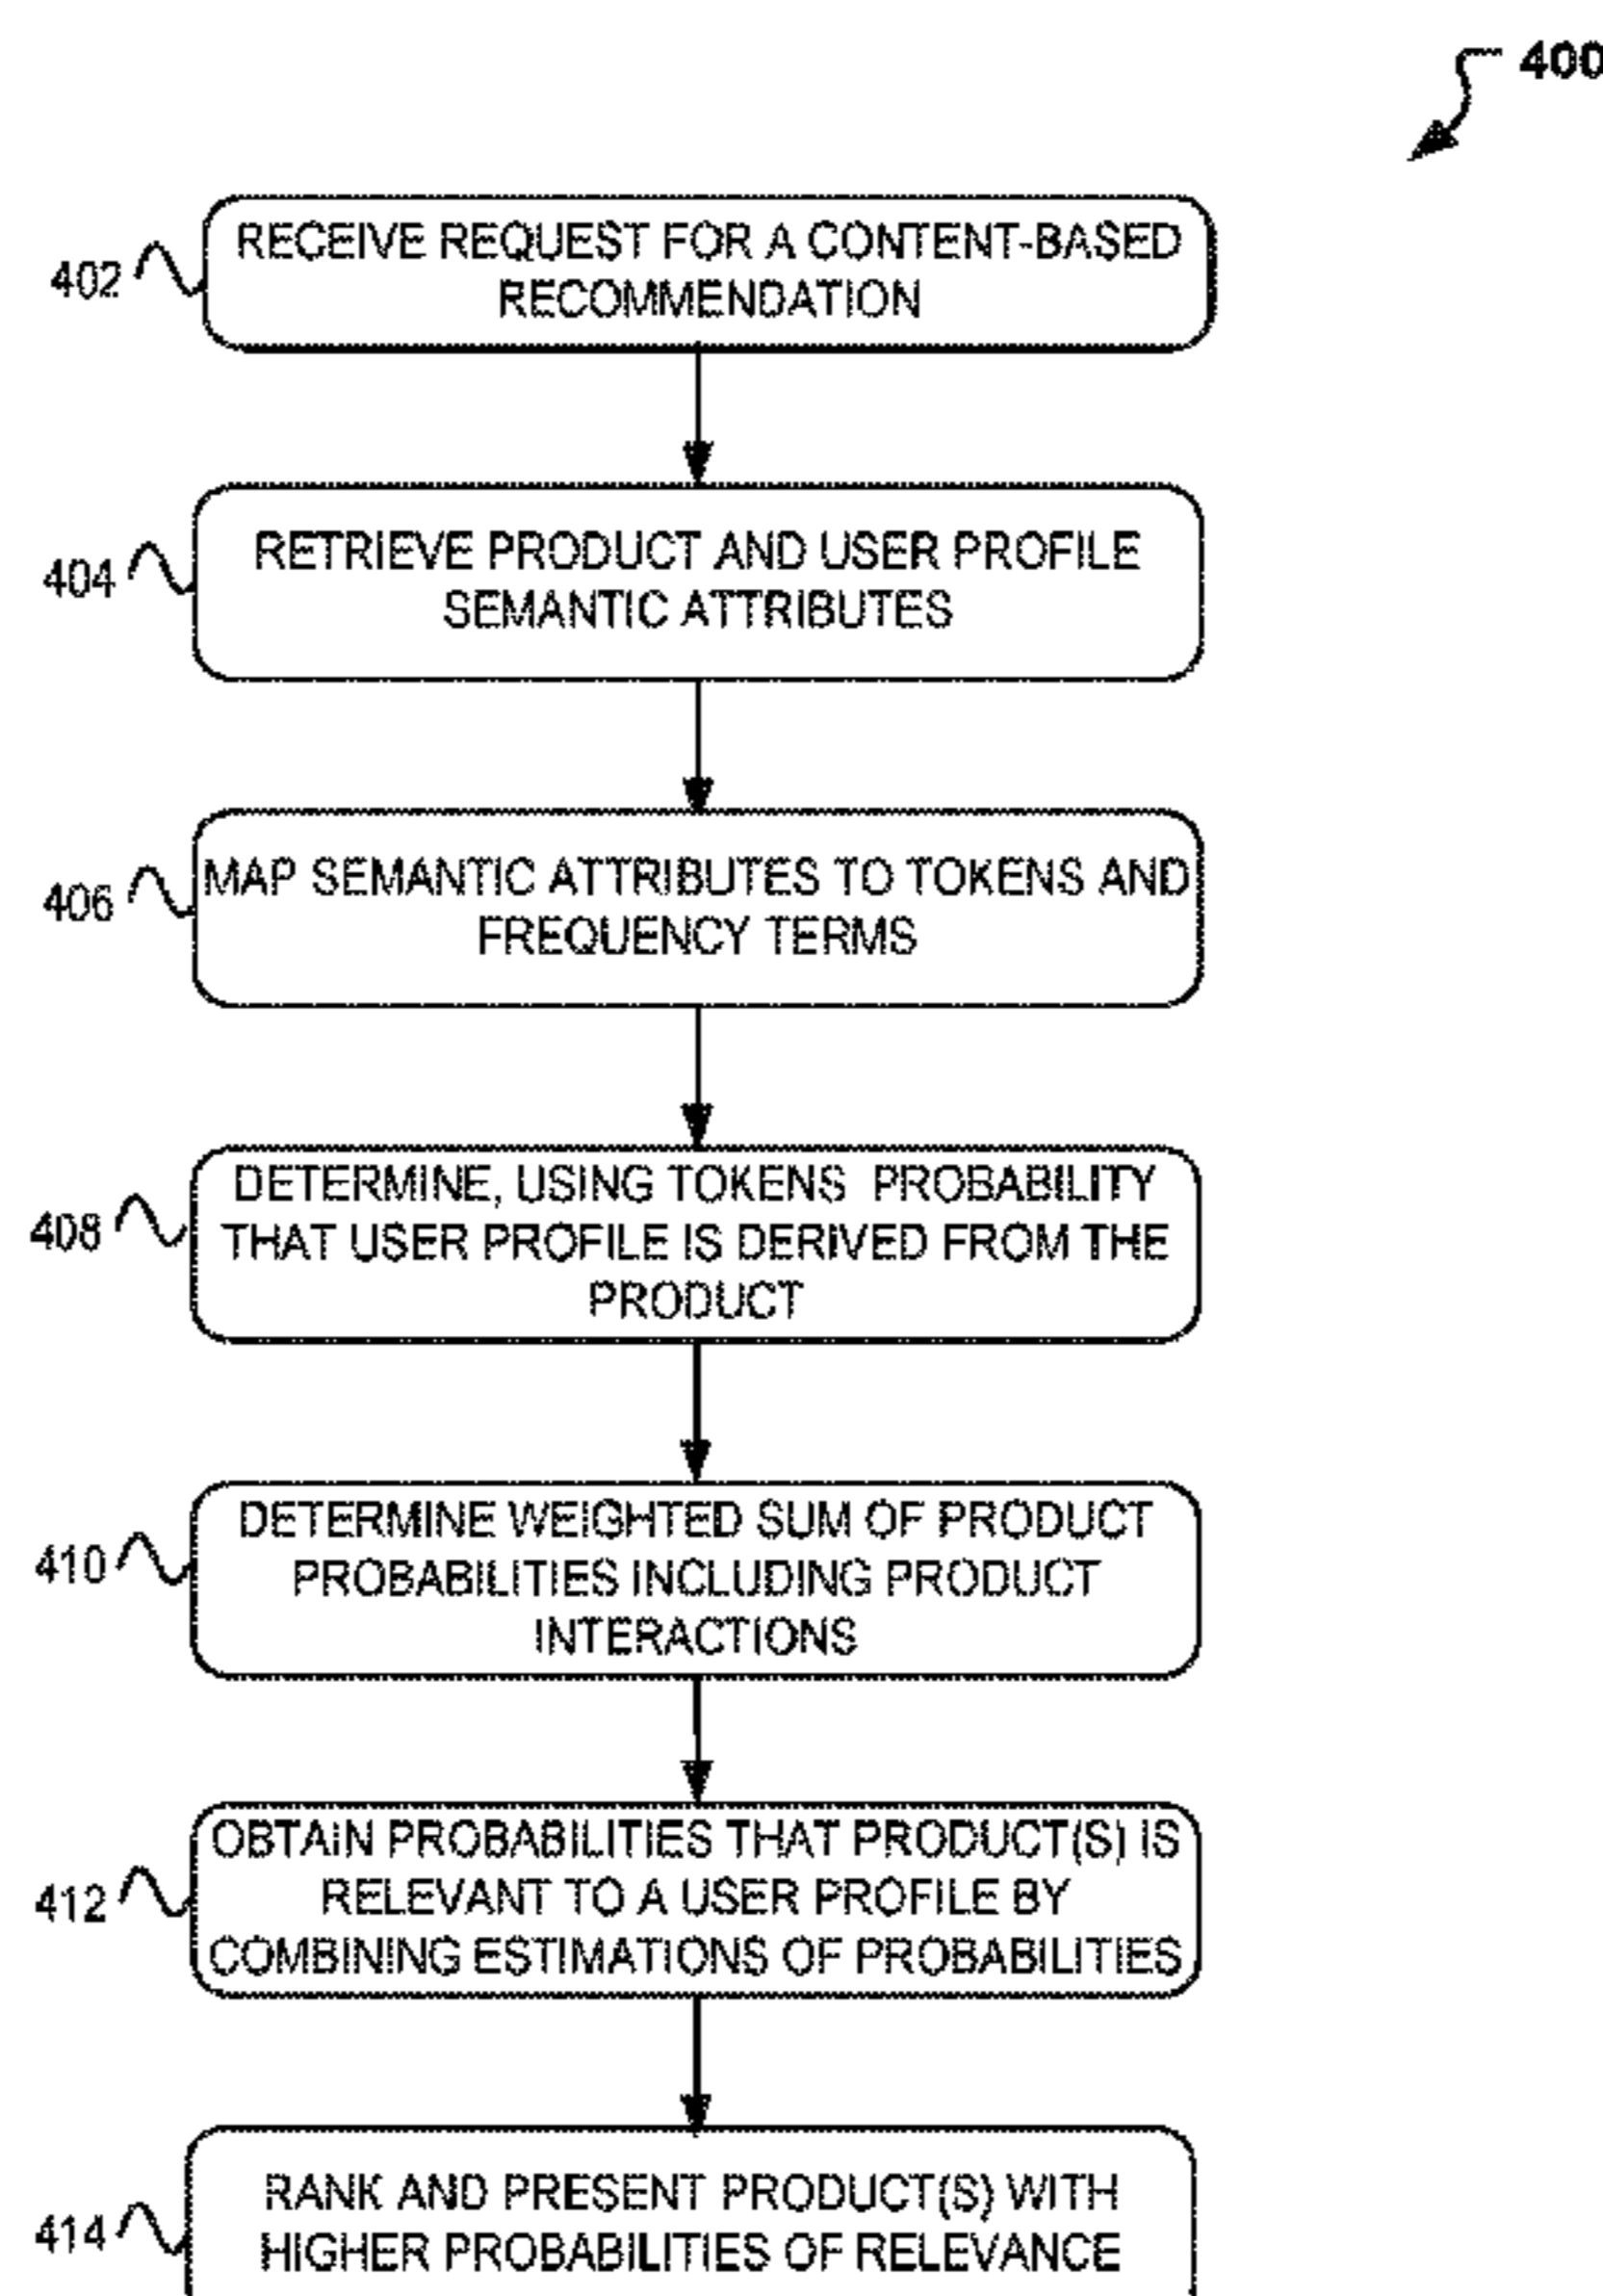 400
RECEIVE REQUEST FOR A CONTENT-BASED
RECOMMENDATION
402
RETRIEVE PRODUCT AND USER PROFILE
SEMANTIC ATTRIBUTES
404
MAP SEMANTIC ATTRIBUTES TO TOKENS AND
FREQUENCY TERMS
406
DETERMINE, USING TOKENS PROBABILITY
THAT USER PROFILE IS DERIVED FROM THE
PRODUCT
408
DETERMINE WEIGHTED SUM OF PRODUCT
PROBABILITIES INCLUDING PRODUCT
INTERACTIONS
410
OBTAIN PROBABILITIES THAT PRODUCT(S) IS
RELEVANT TO A USER PROFILE BY
COMBINING ESTIMATIONS OF PROBABILITIES
412
RANK AND PRESENT PRODUCT(S) WITH
HIGHER PROBABILITIES OF RELEVANCE
414